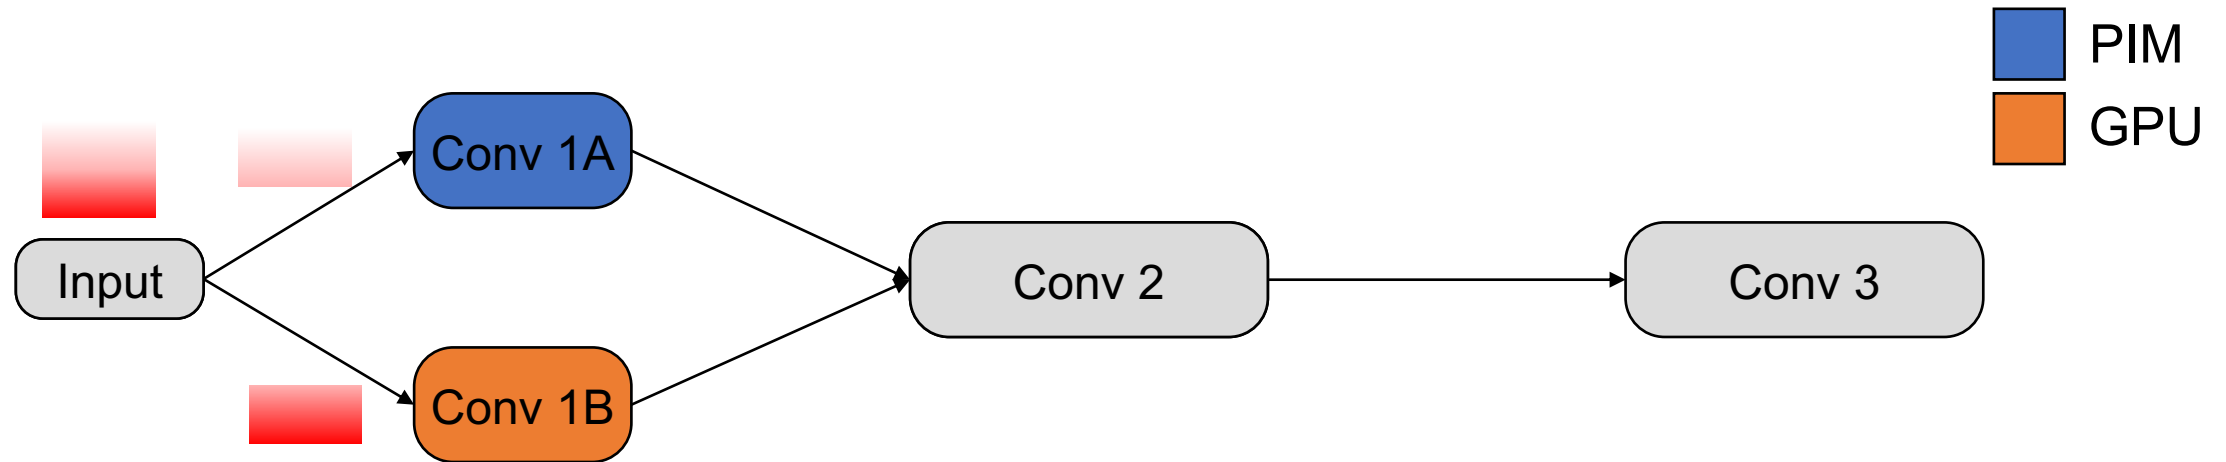 PIM
GPU
Conv 1A
Input
Conv 2
Conv 3
Conv 1B